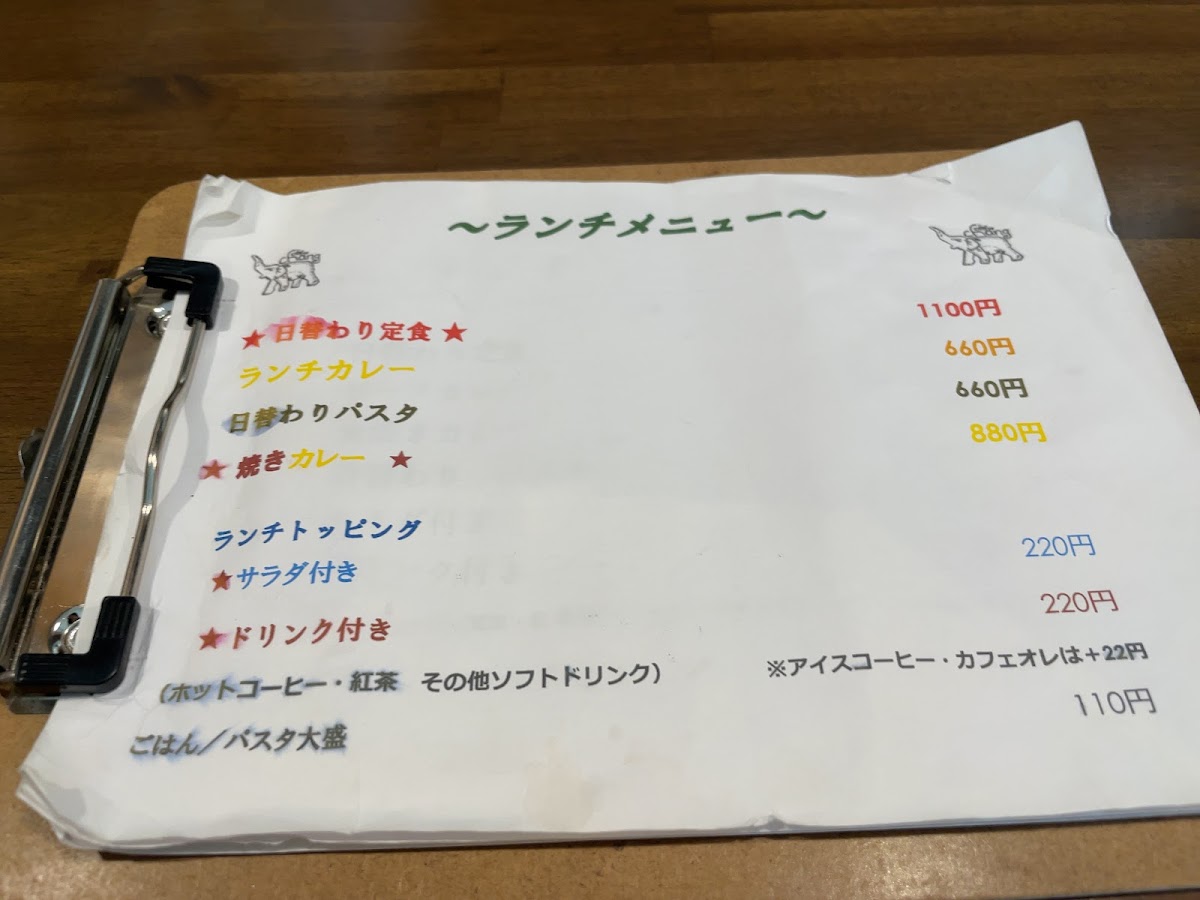 ～ランチメニュー～
★日替わり定食★ 1100円
ランチカレー 660円
日替わりパスタ 660円
★焼きカレー ★ 880円
ランチトッピング
★サラダ付き 220円
★ドリンク付き 220円
（ホットコーヒー・紅茶 その他ソフトドリンク） ※アイスコーヒー・カフェオレは＋22円
ごはん／パスタ大盛 110円